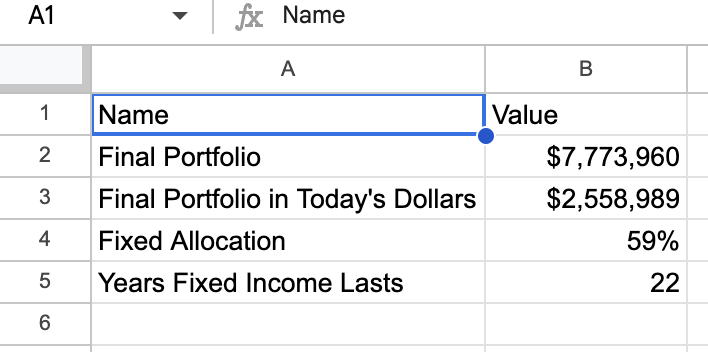 A1 fx Name
A B
1 Name Value
2 Final Portfolio $7,773,960
3 Final Portfolio in Today's Dollars $2,558,989
4 Fixed Allocation 59%
5 Years Fixed Income Lasts 22
6